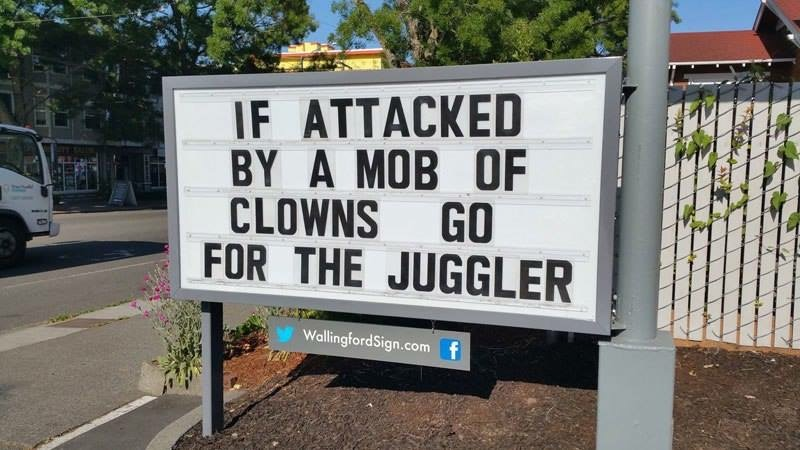 IF ATTACKED
BY A MOB OF
CLOWNS GO
FOR THE JUGGLER
WallingfordSign.com f